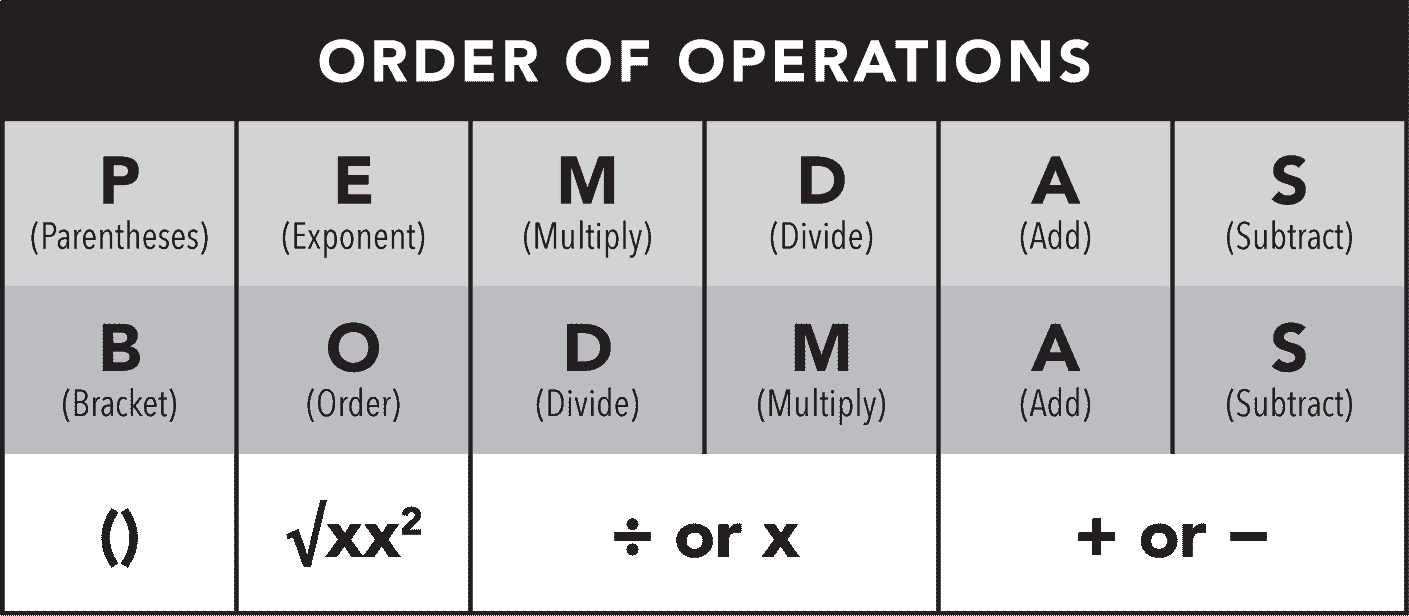 ORDER OF OPERATIONS
P E M D A S
(Parentheses) (Exponent) (Multiply) (Divide) (Add) (Subtract)
B O D M A S
(Bracket) (Order) (Divide) (Multiply) (Add) (Subtract)
() √xx² ÷ or x + or −